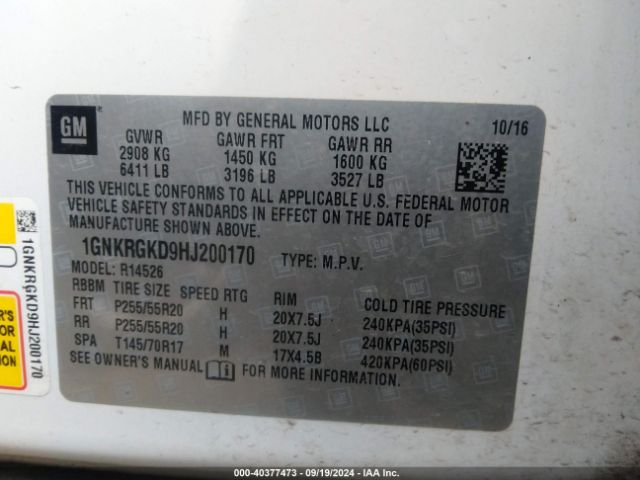 GM
MFD BY GENERAL MOTORS LLC
10/16
GVWR GAWR FRT GAWR RR
2908 KG 1450 KG 1600 KG
6411 LB 3196 LB 3527 LB
THIS VEHICLE CONFORMS TO ALL APPLICABLE U.S. FEDERAL MOTOR
VEHICLE SAFETY STANDARDS IN EFFECT ON THE DATE OF
MANUFACTURE SHOWN ABOVE.
1GNKRGKD9HJ200170 TYPE: M.P.V.
MODEL: R14526
RBBM TIRE SIZE SPEED RTG RIM COLD TIRE PRESSURE
FRT P255/55R20 H 20X7.5J 240KPA(35PSI)
RR P255/55R20 H 20X7.5J 240KPA(35PSI)
SPA T145/70R17 M 17X4.5B 420KPA(60PSI)
SEE OWNER'S MANUAL FOR MORE INFORMATION
1GNKRGKD9HJ200170
000-40377473 - 09/19/2024 - IAA Inc.